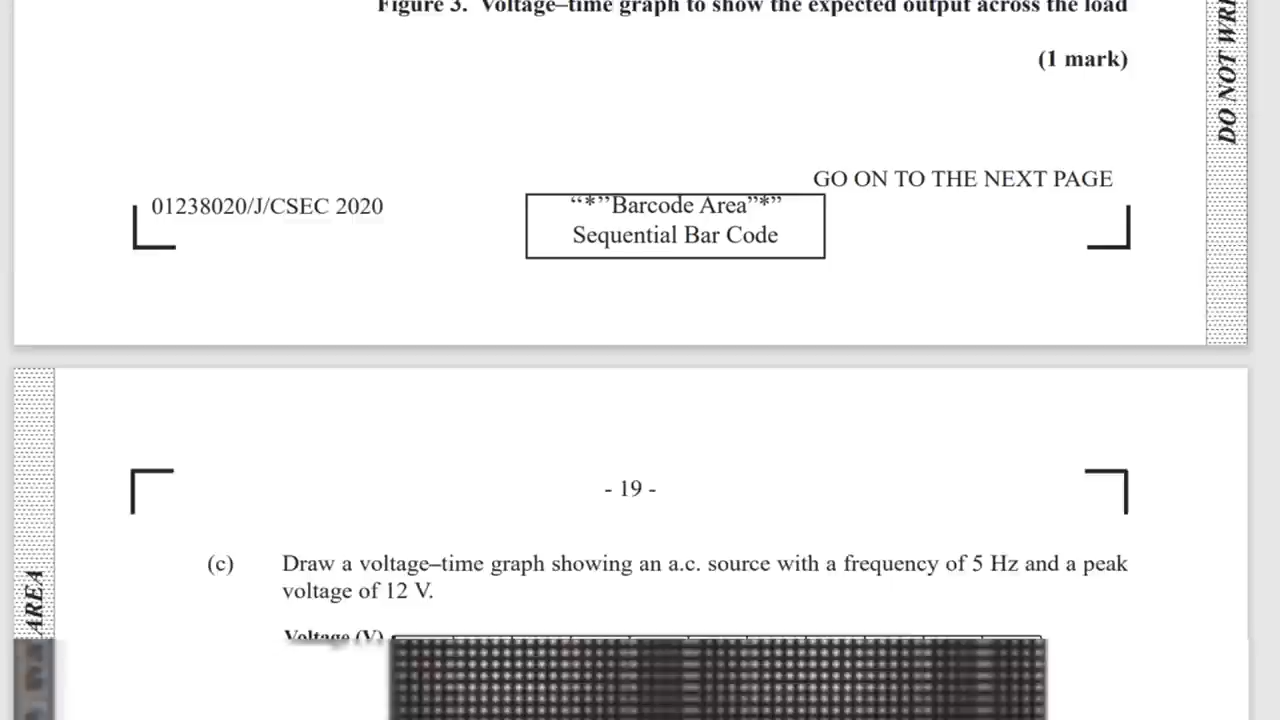 Figure 3. Voltage–time graph to show the expected output across the load
(1 mark)
DO NOT
GO ON TO THE NEXT PAGE
01238020/J/CSEC 2020
“*”Barcode Area”*”
Sequential Bar Code
- 19 -
(c) Draw a voltage–time graph showing an a.c. source with a frequency of 5 Hz and a peak
voltage of 12 V.
AREA
Voltage (V)